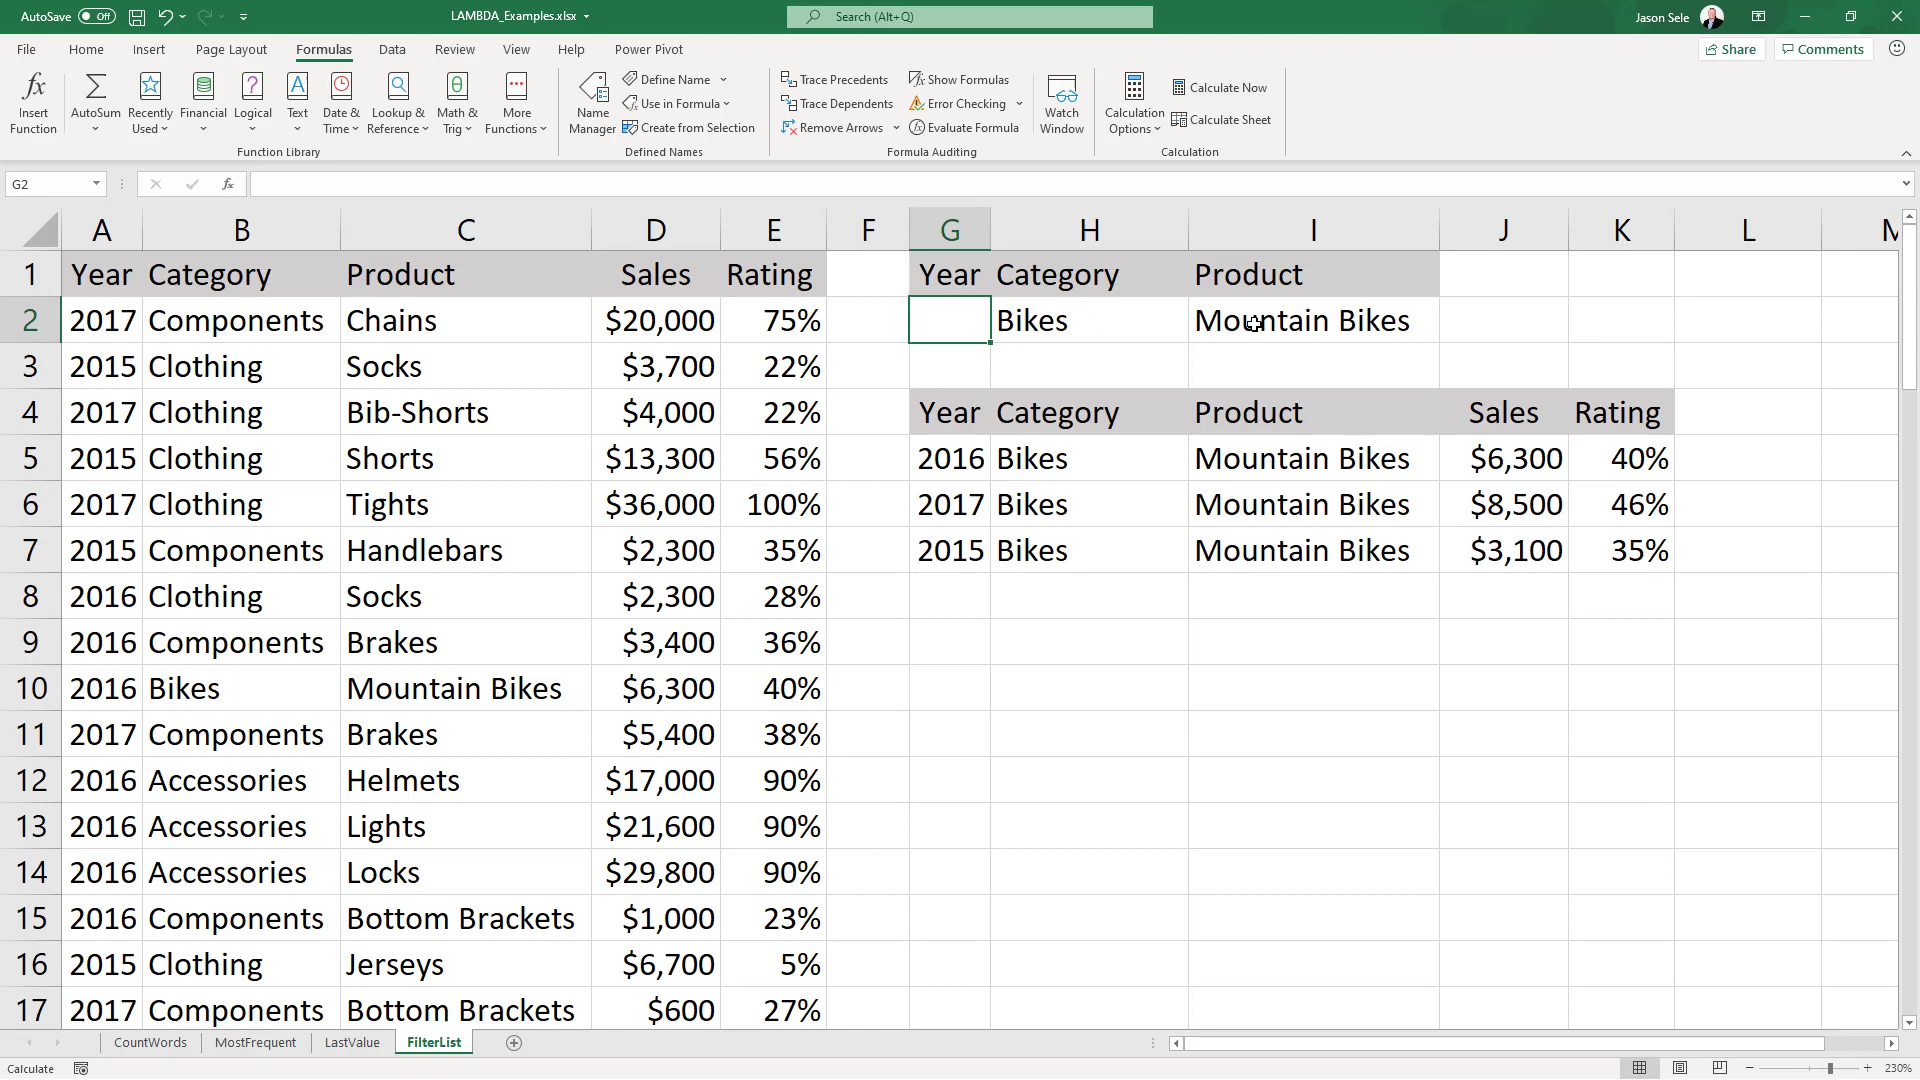 AutoSave Off LAMBDA_Examples.xlsx Search (Alt+Q) Jason Sele
File Home Insert Page Layout Formulas Data Review View Help Power Pivot Share Comments
Insert Function
AutoSum
Recently Used
Financial
Logical
Text
Date & Time
Lookup & Reference
Math & Trig
More Functions
Function Library
Name Manager
Define Name
Use in Formula
Create from Selection
Defined Names
Trace Precedents
Trace Dependents
Remove Arrows
Show Formulas
Error Checking
Evaluate Formula
Formula Auditing
Watch Window
Calculation Options
Calculate Now
Calculate Sheet
Calculation
G2 fx
A B C D E F G H I J K L M
1 Year Category Product Sales Rating Year Category Product
2 2017 Components Chains $20,000 75% Bikes Mountain Bikes
3 2015 Clothing Socks $3,700 22%
4 2017 Clothing Bib-Shorts $4,000 22% Year Category Product Sales Rating
5 2015 Clothing Shorts $13,300 56% 2016 Bikes Mountain Bikes $6,300 40%
6 2017 Clothing Tights $36,000 100% 2017 Bikes Mountain Bikes $8,500 46%
7 2015 Components Handlebars $2,300 35% 2015 Bikes Mountain Bikes $3,100 35%
8 2016 Clothing Socks $2,300 28%
9 2016 Components Brakes $3,400 36%
10 2016 Bikes Mountain Bikes $6,300 40%
11 2017 Components Brakes $5,400 38%
12 2016 Accessories Helmets $17,000 90%
13 2016 Accessories Lights $21,600 90%
14 2016 Accessories Locks $29,800 90%
15 2016 Components Bottom Brackets $1,000 23%
16 2015 Clothing Jerseys $6,700 5%
17 2017 Components Bottom Brackets $600 27%
CountWords MostFrequent LastValue FilterList
Calculate 230%